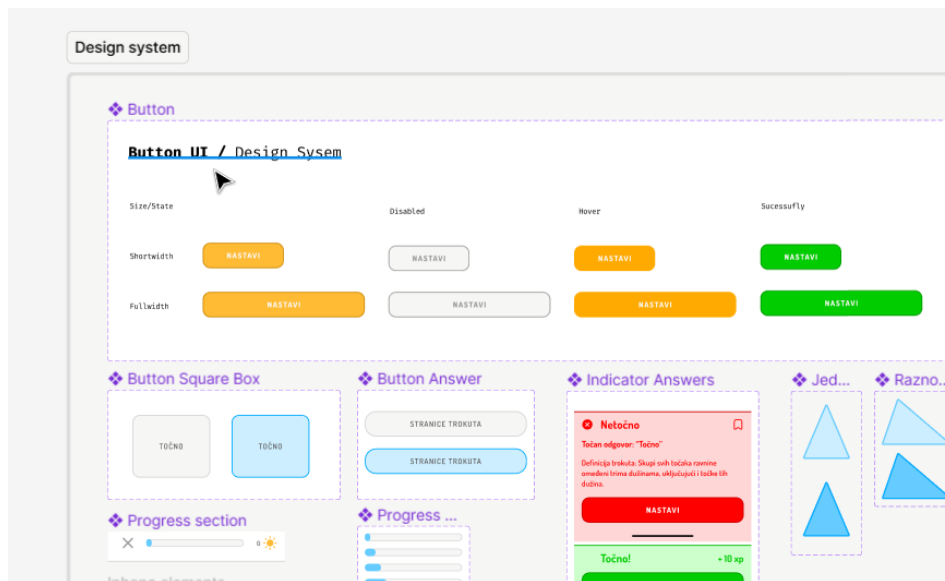 Design system
Button
Button UI / Design Sysem
Size/State
Disabled
Hover
Sucessufly
Shortwidth
NASTAVI
NASTAVI
NASTAVI
NASTAVI
Fullwidth
NASTAVI
NASTAVI
NASTAVI
NASTAVI
Button Square Box
Button Answer
Indicator Answers
Jed...
Razno...
TOČNO
TOČNO
STRANICE TROKUTA
STRANICE TROKUTA
Netočno
Točan odgovor: "Točno"
Definicija trokuta: Skupi svih točaka ravnine
omeđeni trima dužinama, uključujući i točke tih
dužina.
NASTAVI
Progress section
Progress ...
0
Točno!
+10 xp